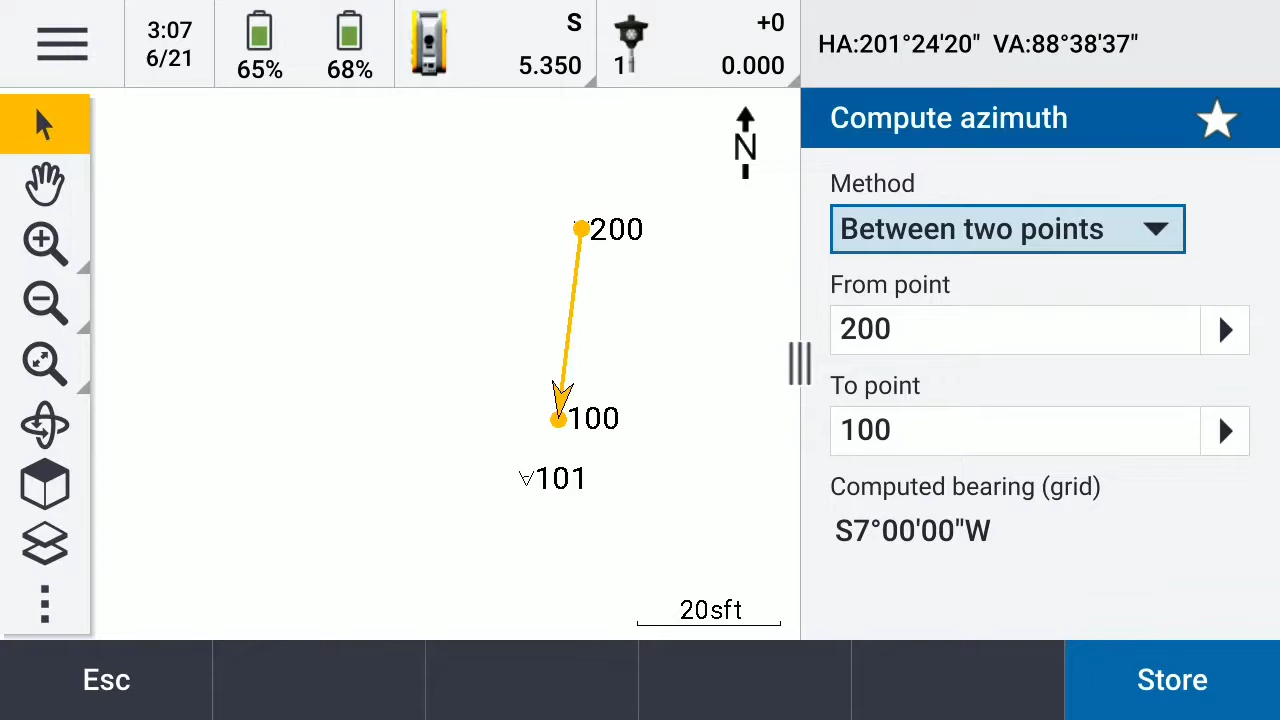 3:07
6/21
65%
68%
S
5.350
1
+0
0.000
HA:201°24'20" VA:88°38'37"
Compute azimuth
N
Method
Between two points
200
From point
200
To point
100
100
101
Computed bearing (grid)
S7°00'00"W
20sft
Esc
Store